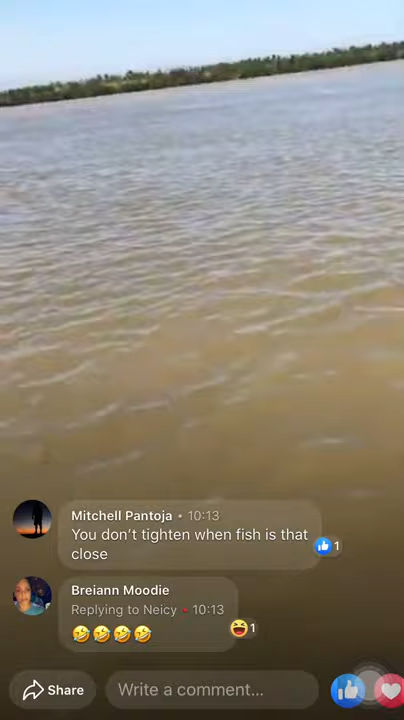 Mitchell Pantoja • 10:13
You don't tighten when fish is that
close
1
Breiann Moodie
Replying to Neicy • 10:13
🤣🤣🤣🤣
1
Share
Write a comment...